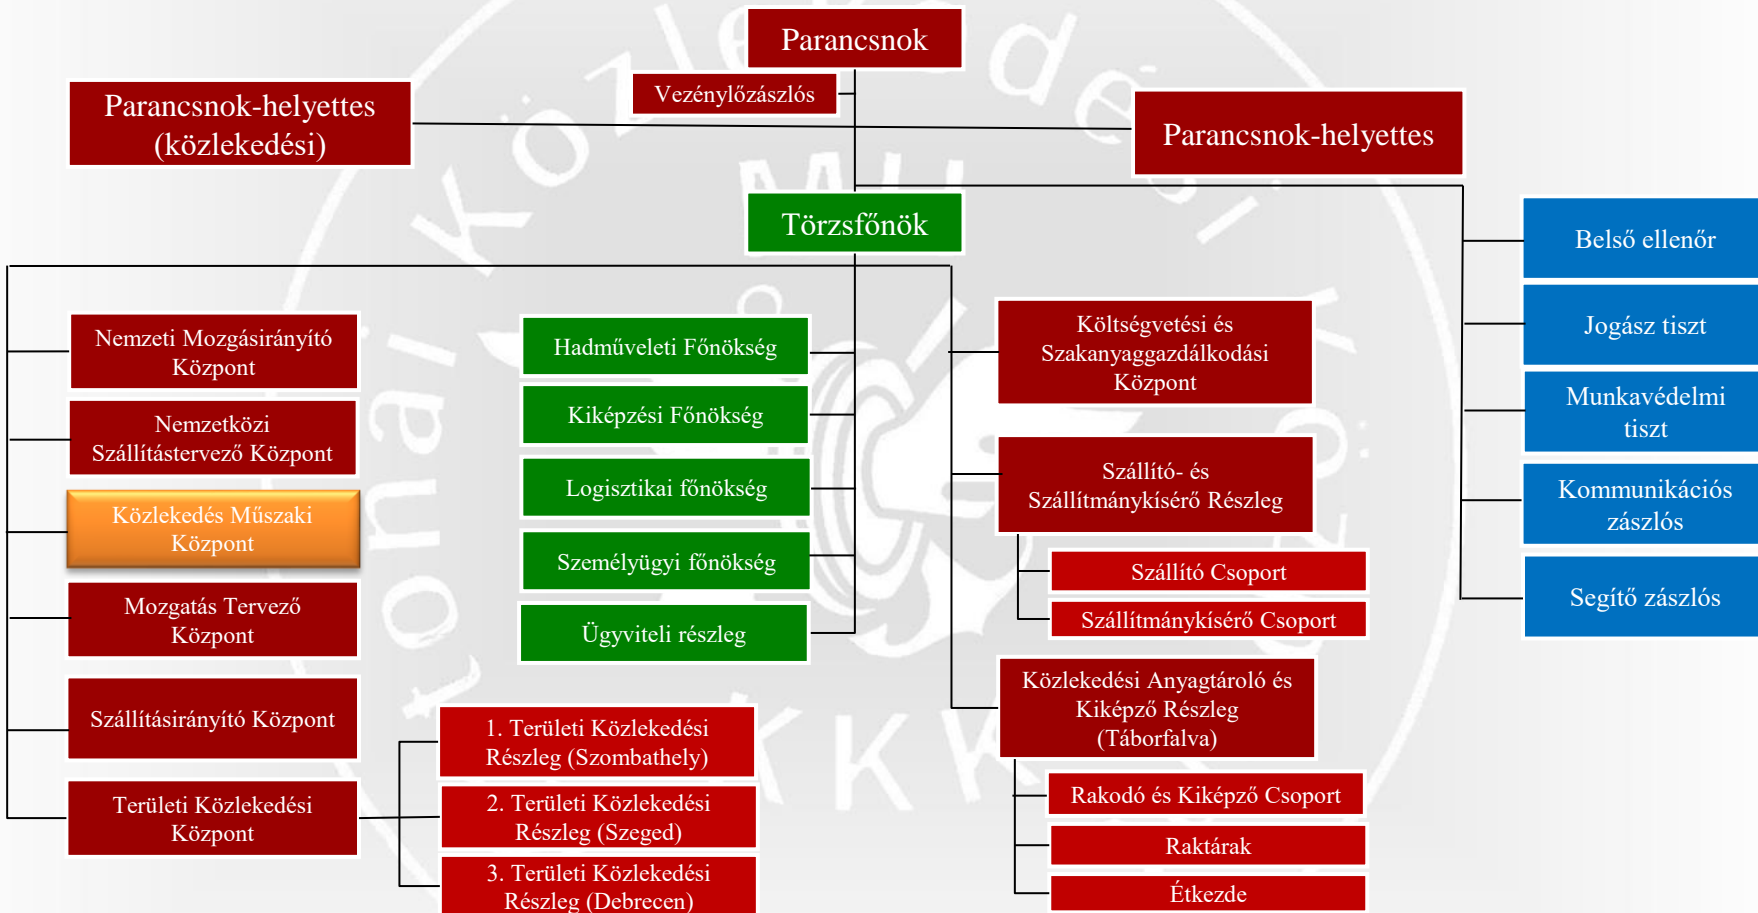 Parancsnok
Vezénylőzászlós
Parancsnok-helyettes
(közlekedési)
Parancsnok-helyettes
Törzsfőnök
Belső ellenőr
Jogász tiszt
Munkavédelmi
tiszt
Kommunikációs
zászlós
Segítő zászlós
Nemzeti Mozgásirányító
Központ
Nemzetközi
Szállítástervező Központ
Közlekedés Műszaki
Központ
Mozgatás Tervező
Központ
Szállításirányító Központ
Területi Közlekedési
Központ
1. Területi Közlekedési
Részleg (Szombathely)
2. Területi Közlekedési
Részleg (Szeged)
3. Területi Közlekedési
Részleg (Debrecen)
Hadműveleti Főnökség
Kiképzési Főnökség
Logisztikai főnökség
Személyügyi főnökség
Ügyviteli részleg
Költségvetési és
Szakanyaggazdálkodási
Központ
Szállító- és
Szállítmánykísérő Részleg
Szállító Csoport
Szállítmánykísérő Csoport
Közlekedési Anyagtároló és
Kiképző Részleg
(Táborfalva)
Rakodó és Kiképző Csoport
Raktárak
Étkezde